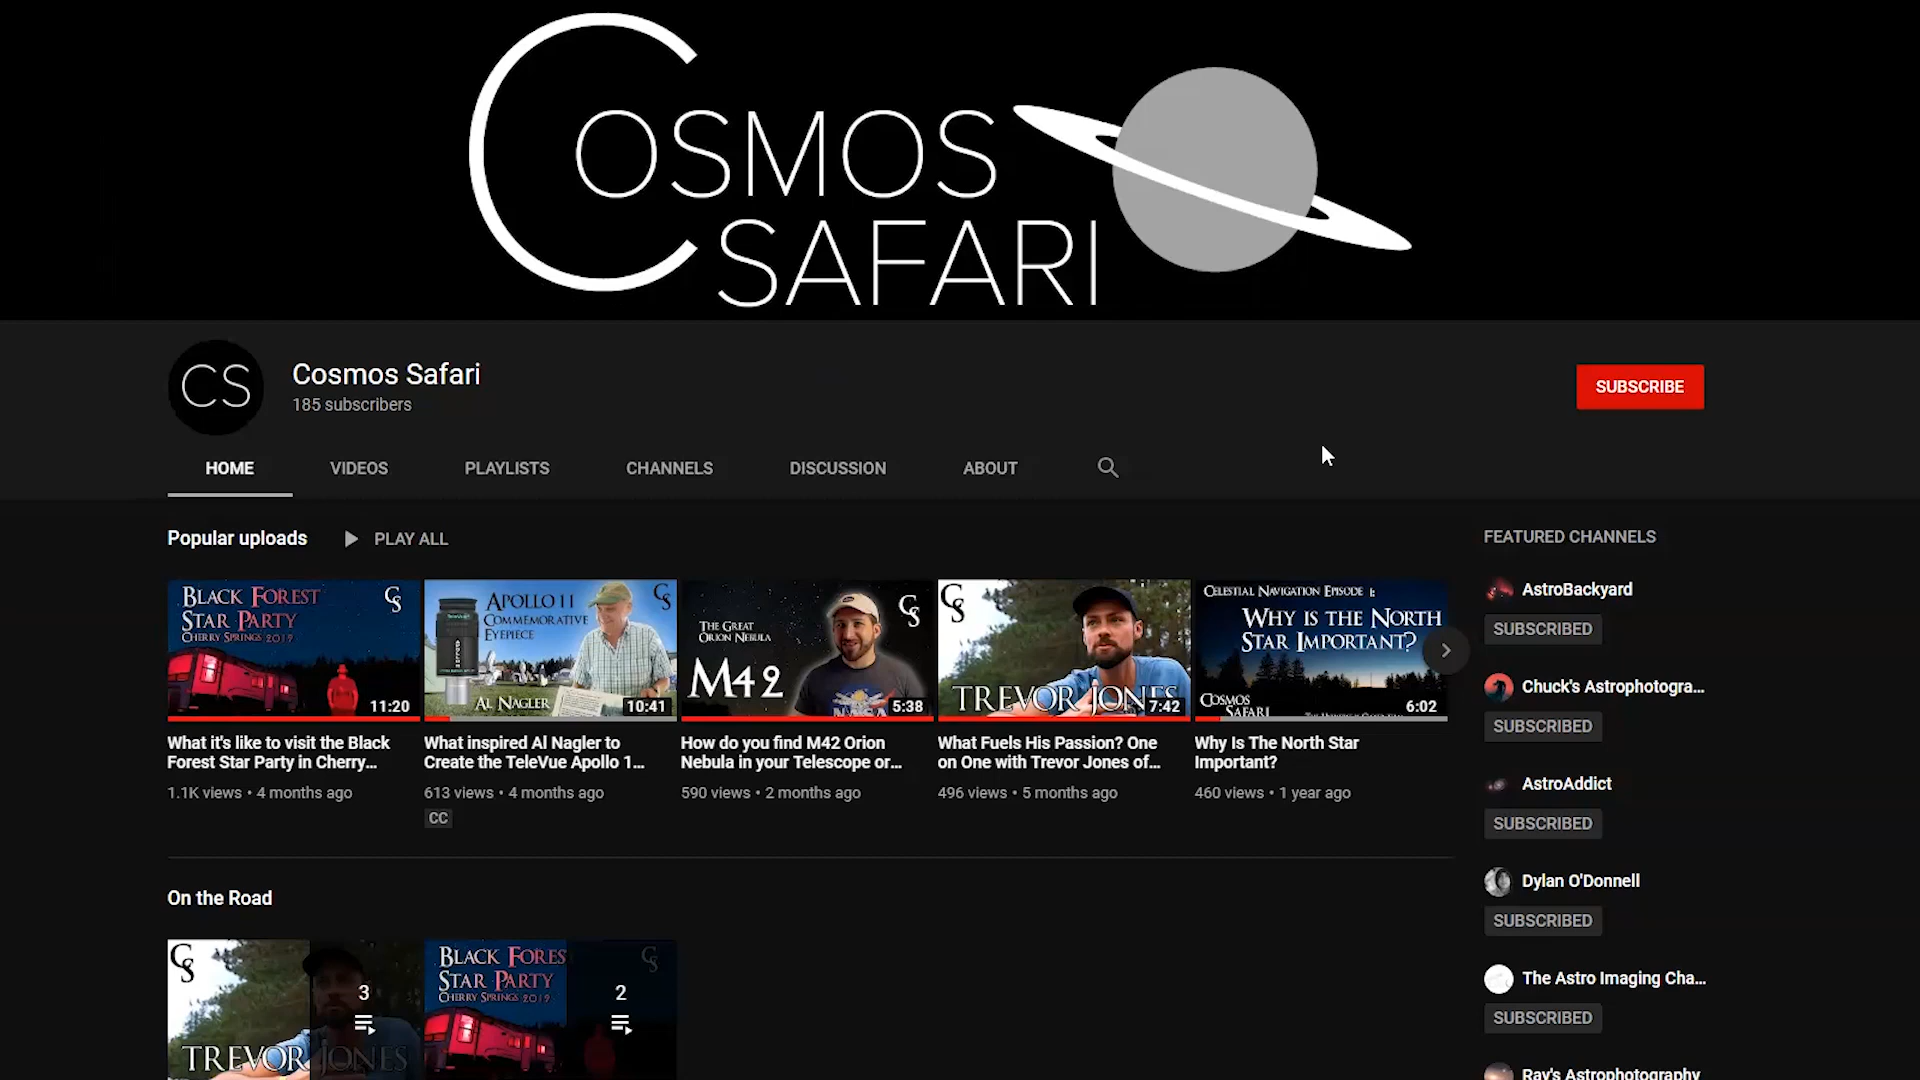 COSMOS
SAFARI
CS
Cosmos Safari
185 subscribers
SUBSCRIBE
HOME
VIDEOS
PLAYLISTS
CHANNELS
DISCUSSION
ABOUT
Popular uploads
PLAY ALL
BLACK FOREST
STAR PARTY
CHERRY SPRINGS 2019
CS
11:20
What it's like to visit the Black
Forest Star Party in Cherry...
1.1K views • 4 months ago
APOLLO 11
COMMEMORATIVE
EYEPIECE
CS
AL NAGLER
10:41
What inspired Al Nagler to
Create the TeleVue Apollo 1...
613 views • 4 months ago
CC
THE GREAT
ORION NEBULA
M42
CS
NASA
5:38
How do you find M42 Orion
Nebula in your Telescope or...
590 views • 2 months ago
CS
TREVOR JONES
7:42
What Fuels His Passion? One
on One with Trevor Jones of...
496 views • 5 months ago
CELESTIAL NAVIGATION EPISODE 1:
WHY IS THE NORTH
STAR IMPORTANT?
COSMOS
SAFARI
6:02
Why Is The North Star
Important?
460 views • 1 year ago
FEATURED CHANNELS
AstroBackyard
SUBSCRIBED
Chuck's Astrophotogra...
SUBSCRIBED
AstroAddict
SUBSCRIBED
Dylan O'Donnell
SUBSCRIBED
The Astro Imaging Cha...
SUBSCRIBED
Ray's Astrophotography
On the Road
CS
3
TREVOR JONES
BLACK FORES
STAR PARTY
CHERRY SPRINGS 2019
CS
2